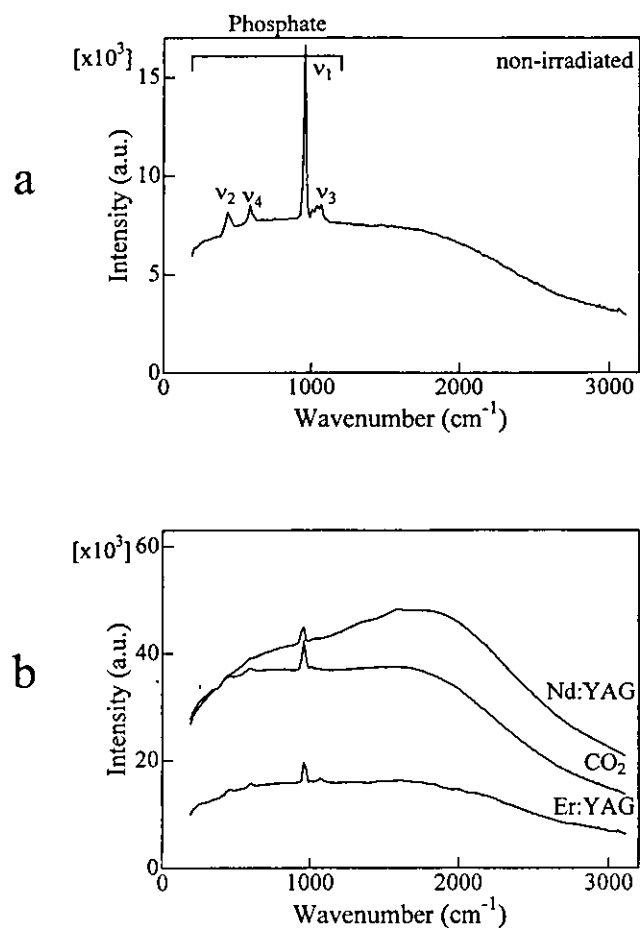 a
Phosphate
[x10³]
non-irradiated
15
10
5
0
ν₁
ν₂
ν₄
ν₃
Intensity (a.u.)
0 1000 2000 3000
Wavenumber (cm⁻¹)
b
[x10³]
60
40
20
0
Nd:YAG
CO₂
Er:YAG
Intensity (a.u.)
0 1000 2000 3000
Wavenumber (cm⁻¹)